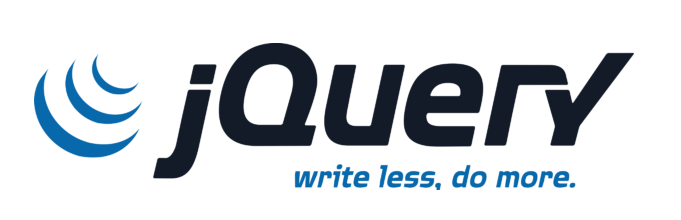 jQuery
write less, do more.